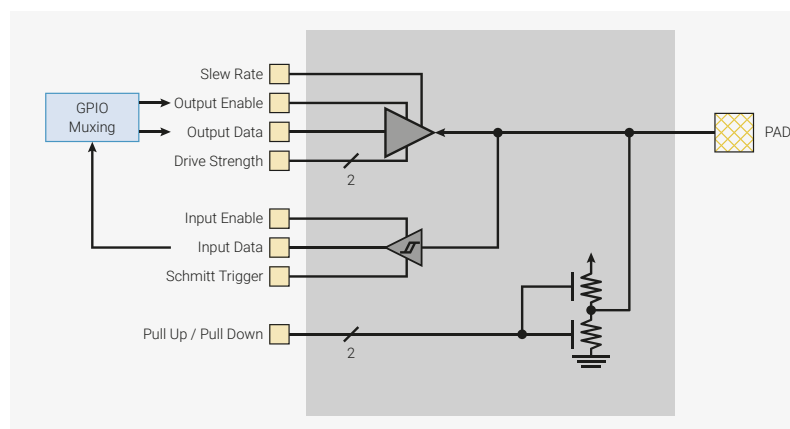 Slew Rate
GPIO
Muxing
Output Enable
Output Data
PAD
Drive Strength
2
Input Enable
Input Data
Schmitt Trigger
Pull Up / Pull Down
2